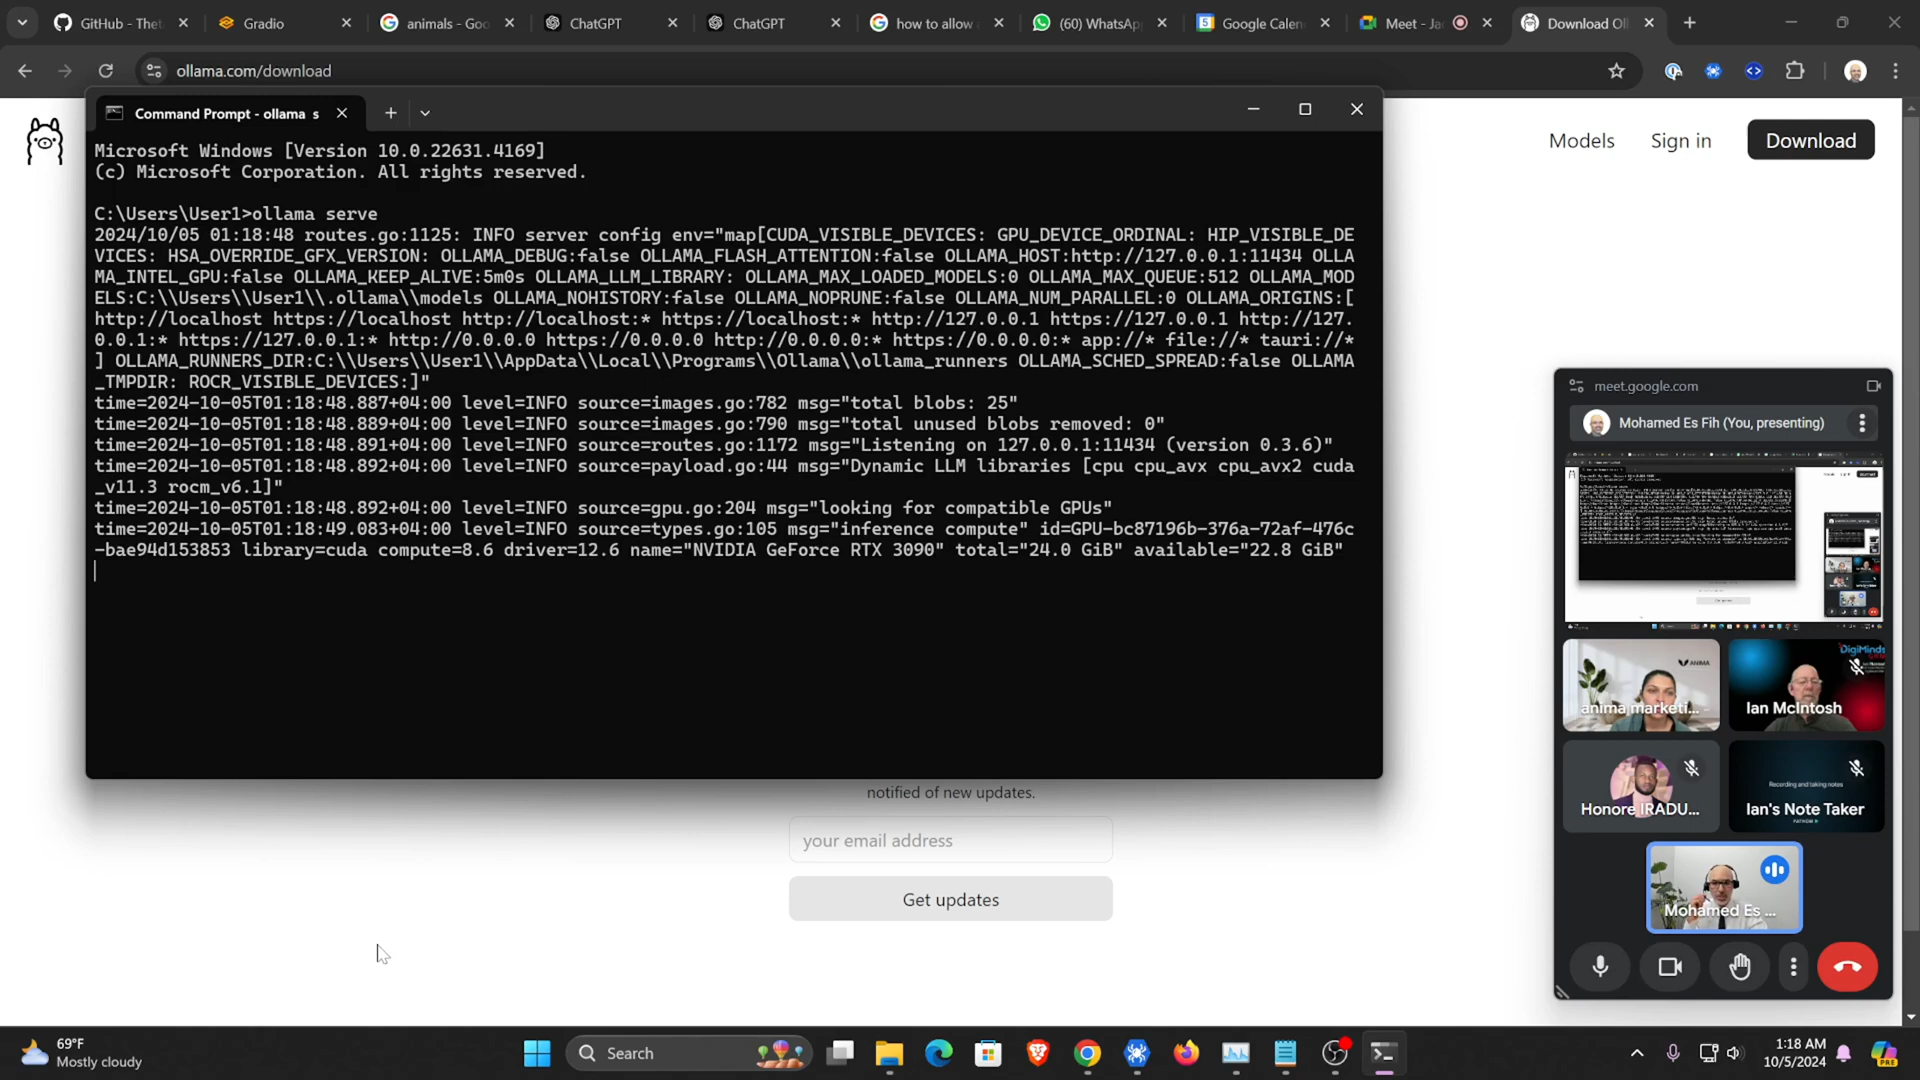 GitHub - Thet
Gradio
animals - Goo
ChatGPT
ChatGPT
how to allow a
(60) WhatsApp
5
Google Calen
Meet - Ja
Download Oll
ollama.com/download
Command Prompt - ollama s
Models
Sign in
Download
Microsoft Windows [Version 10.0.22631.4169]
(c) Microsoft Corporation. All rights reserved.
C:\Users\User1>ollama serve
2024/10/05 01:18:48 routes.go:1125: INFO server config env="map[CUDA_VISIBLE_DEVICES: GPU_DEVICE_ORDINAL: HIP_VISIBLE_DE
VICES: HSA_OVERRIDE_GFX_VERSION: OLLAMA_DEBUG:false OLLAMA_FLASH_ATTENTION:false OLLAMA_HOST:http://127.0.0.1:11434 OLLA
MA_INTEL_GPU:false OLLAMA_KEEP_ALIVE:5m0s OLLAMA_LLM_LIBRARY: OLLAMA_MAX_LOADED_MODELS:0 OLLAMA_MAX_QUEUE:512 OLLAMA_MOD
ELS:C:\\Users\\User1\\.ollama\\models OLLAMA_NOHISTORY:false OLLAMA_NOPRUNE:false OLLAMA_NUM_PARALLEL:0 OLLAMA_ORIGINS:[
http://localhost https://localhost http://localhost:* https://localhost:* http://127.0.0.1 https://127.0.0.1 http://127.
0.0.1:* https://127.0.0.1:* http://0.0.0.0 https://0.0.0.0 http://0.0.0.0:* https://0.0.0.0:* app://* file://* tauri://*
] OLLAMA_RUNNERS_DIR:C:\\Users\\User1\\AppData\\Local\\Programs\\Ollama\\ollama_runners OLLAMA_SCHED_SPREAD:false OLLAMA
_TMPDIR: ROCR_VISIBLE_DEVICES:]"
time=2024-10-05T01:18:48.887+04:00 level=INFO source=images.go:782 msg="total blobs: 25"
time=2024-10-05T01:18:48.889+04:00 level=INFO source=images.go:790 msg="total unused blobs removed: 0"
time=2024-10-05T01:18:48.891+04:00 level=INFO source=routes.go:1172 msg="Listening on 127.0.0.1:11434 (version 0.3.6)"
time=2024-10-05T01:18:48.892+04:00 level=INFO source=payload.go:44 msg="Dynamic LLM libraries [cpu cpu_avx cpu_avx2 cuda
_v11.3 rocm_v6.1]"
time=2024-10-05T01:18:48.892+04:00 level=INFO source=gpu.go:204 msg="looking for compatible GPUs"
time=2024-10-05T01:18:49.083+04:00 level=INFO source=types.go:105 msg="inference compute" id=GPU-bc87196b-376a-72af-476c
-bae94d153853 library=cuda compute=8.6 driver=12.6 name="NVIDIA GeForce RTX 3090" total="24.0 GiB" available="22.8 GiB"
notified of new updates.
your email address
Get updates
meet.google.com
Mohamed Es Fih (You, presenting)
ANIMA
anima marketi...
DigiMinds
Ian McIntosh
Honore IRADU...
Recording and taking notes
Ian's Note Taker
FATHOM
Mohamed Es ...
69°F
Mostly cloudy
Search
1:18 AM
10/5/2024
PRE